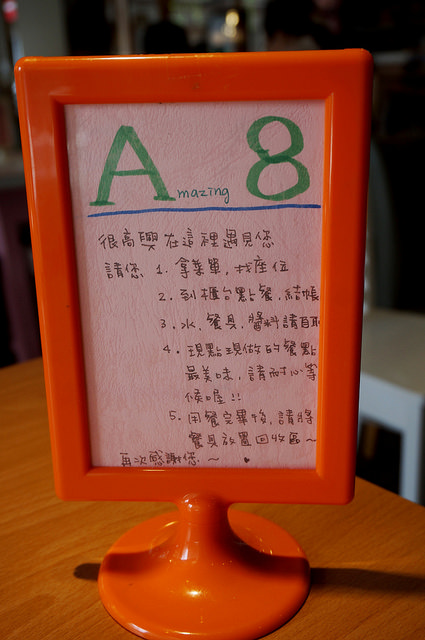 Amazing 8
很高興在這裡遇見您
請您 1. 拿菜單, 找座位
2. 到櫃台點餐, 結帳
3. 水、餐具、醬料請自取
4. 現點現做的餐點
最美味, 請耐心等
候喔!!
5. 用餐完畢後, 請將
餐具放置回收區~
再次感謝您~ ♥